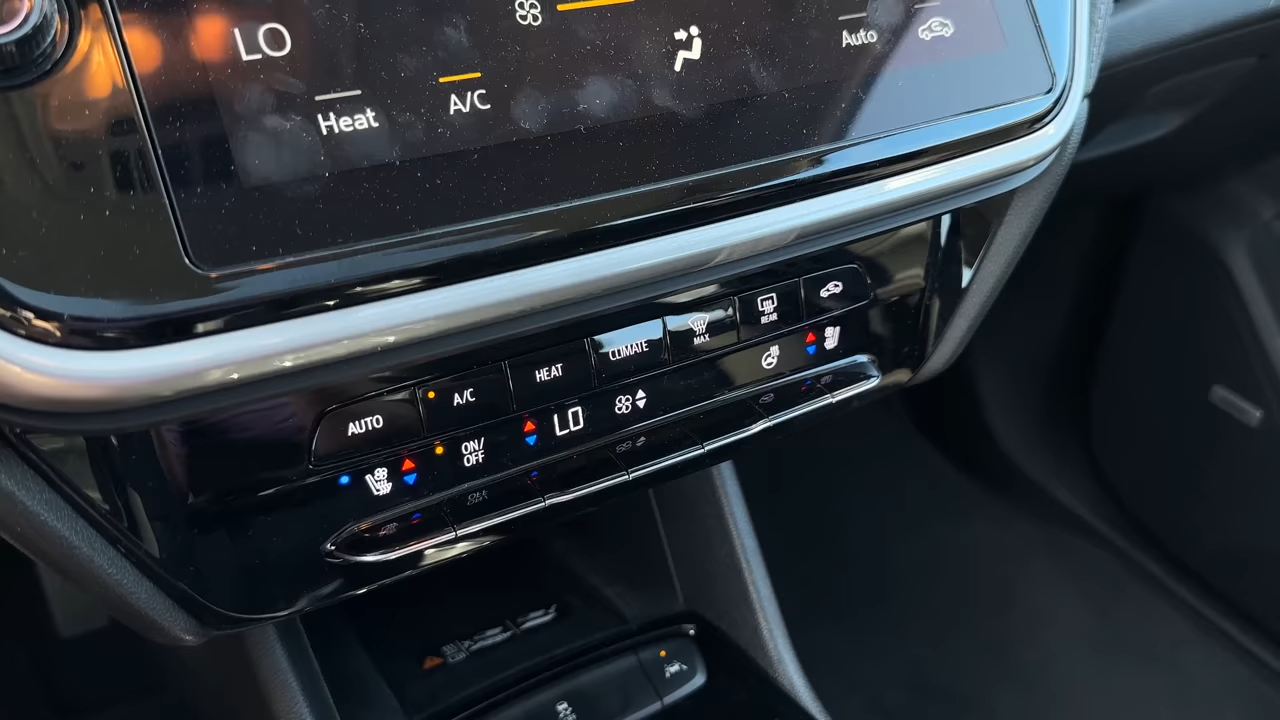 LO
Heat
A/C
Auto
AUTO
A/C
HEAT
CLIMATE
MAX
REAR
ON/
OFF
LO